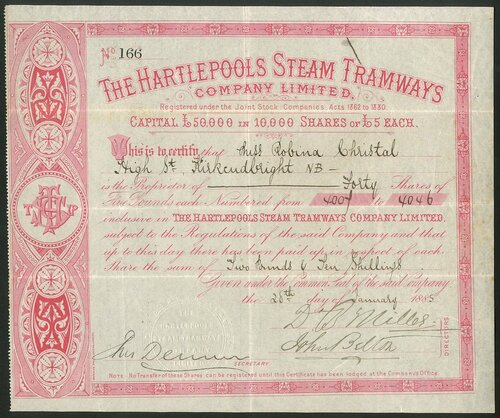 No 166
THE HARTLEPOOLS STEAM TRAMWAYS
COMPANY LIMITED.
Registered under the Joint Stock Companies Acts 1862 to 1880.
CAPITAL £50,000 IN 10,000 SHARES OF £5 EACH.
This is to certify that Miss Robina Christal
High St Kirkcudbright NB
is the Proprietor of Forty Shares of
Five Pounds each Numbered from 4007 to 4046
inclusive in THE HARTLEPOOLS STEAM TRAMWAYS COMPANY LIMITED,
subject to the Regulations of the said Company and that
up to this day there has been paid up in respect of each
Share the sum of Two Pounds & Ten Shillings
Given under the Common Seal of the said Company
the 28th day of January 1885
DIRECTORS
SECRETARY
THE HARTLEPOOLS
NOTE: No Transfer of these Shares can be registered until this Certificate has been lodged at the Company's Office.